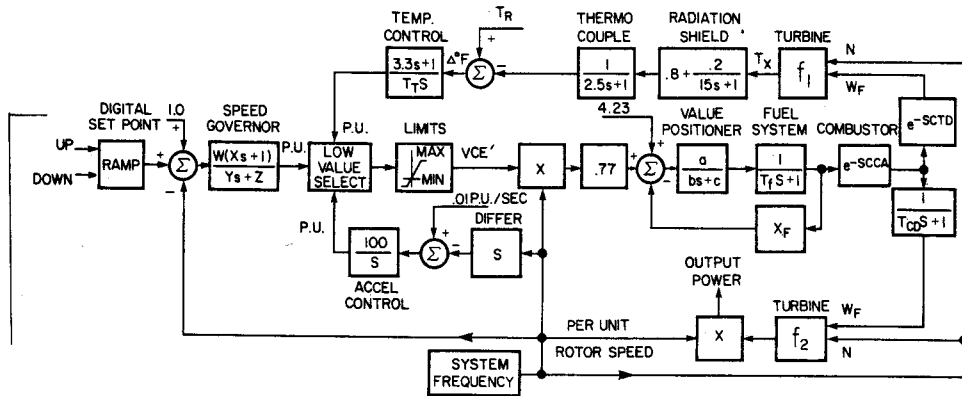 TEMP. CONTROL
T_R
THERMO COUPLE
RADIATION SHIELD
TURBINE
N
W_F
+
Σ
−
Δ°F
3.3s+1
T_T S
1
2.5s+1
.8 + .2
15s+1
T_X
f_1
DIGITAL SET POINT
1.0
+
SPEED GOVERNOR
P.U.
P.U.
LIMITS
4.23
VALUE POSITIONER
FUEL SYSTEM
COMBUSTOR
e^-SCTD
UP
DOWN
RAMP
+
Σ
−
W(Xs+1)
Ys+Z
LOW VALUE SELECT
MAX
MIN
VCE'
X
.77
+
+
Σ
−
a
bs+c
1
T_f S+1
e^-SCCA
1
T_CD S+1
P.U.
.01 P.U./SEC
DIFFER
100
S
+
Σ
−
S
X_F
ACCEL CONTROL
OUTPUT POWER
TURBINE
W_F
N
PER UNIT
ROTOR SPEED
X
f_2
SYSTEM FREQUENCY